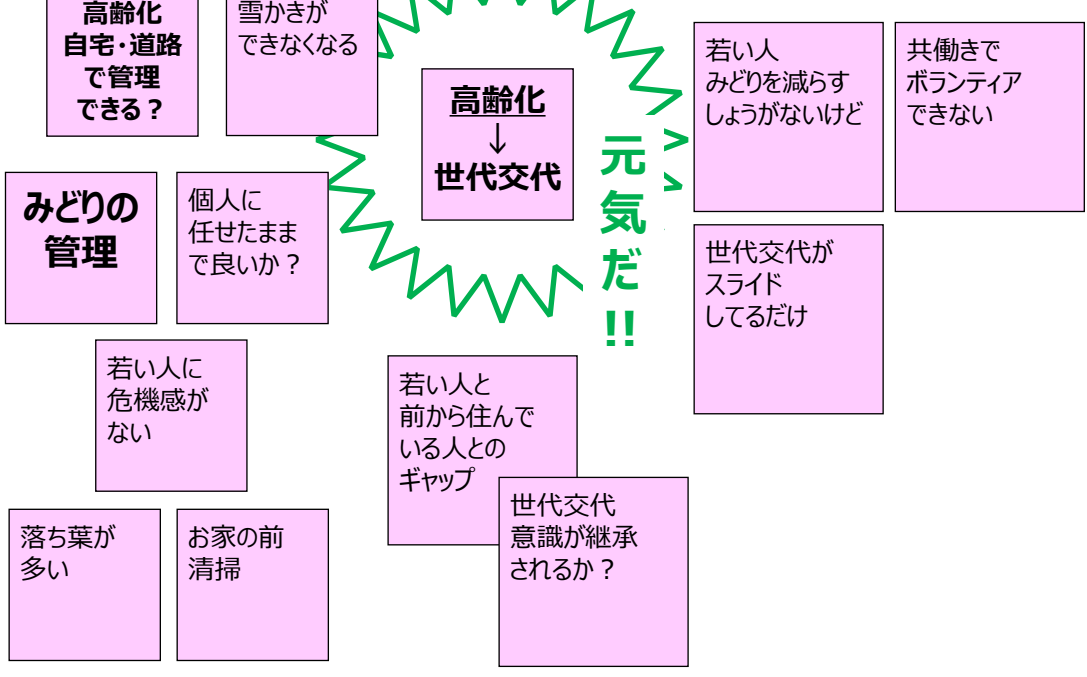 高齢化
自宅・道路
で管理
できる？
雪かきが
できなくなる
高齢化
↓
世代交代
元気だ!!
若い人
みどりを減らす
しょうがないけど
共働きで
ボランティア
できない
みどりの
管理
個人に
任せたまま
で良いか？
世代交代が
スライド
してるだけ
若い人に
危機感が
ない
若い人と
前から住んで
いる人との
ギャップ
世代交代
意識が継承
されるか？
落ち葉が
多い
お家の前
清掃